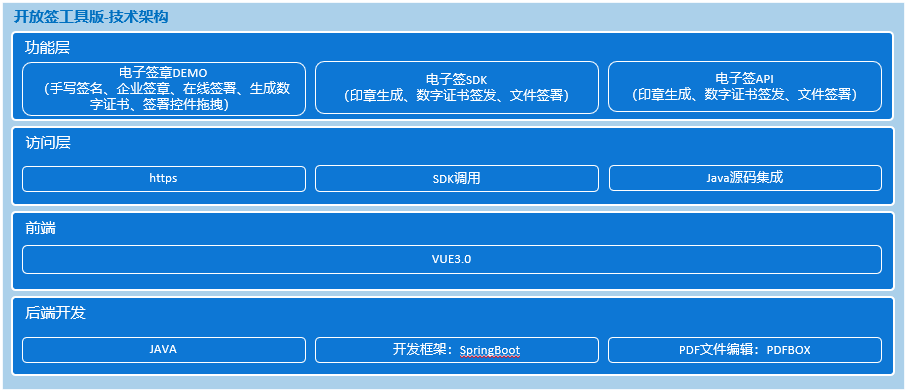 开放签工具版-技术架构
功能层
电子签章DEMO
（手写签名、企业签章、在线签署、生成数
字证书、签署控件拖拽）
电子签SDK
（印章生成、数字证书签发、文件签署）
电子签API
（印章生成、数字证书签发、文件签署）
访问层
https
SDK调用
Java源码集成
前端
VUE3.0
后端开发
JAVA
开发框架：SpringBoot
PDF文件编辑：PDFBOX